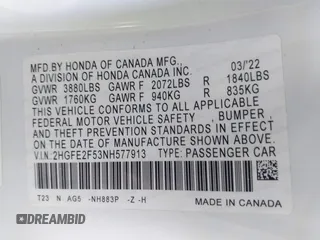 MFD.BY HONDA OF CANADA MFG., 03/'22
A DIVISION OF HONDA CANADA INC.
GVWR 3880LBS GAWR F 2072LBS R 1840LBS
GVWR 1760KG GAWR F 940KG R 835KG
THIS VEHICLE CONFORMS TO ALL APPLICABLE
FEDERAL MOTOR VEHICLE SAFETY , BUMPER ,
AND THEFT PREVENTION STANDARDS IN EFFECT ON
THE DATE OF MANUFACTURE SHOWN ABOVE.
V.I.N:2HGFE2F53NH577913 TYPE: PASSENGER CAR
T23 N. AG5 -NH883P -Z -H
MADE IN CANADA
DREAMBID